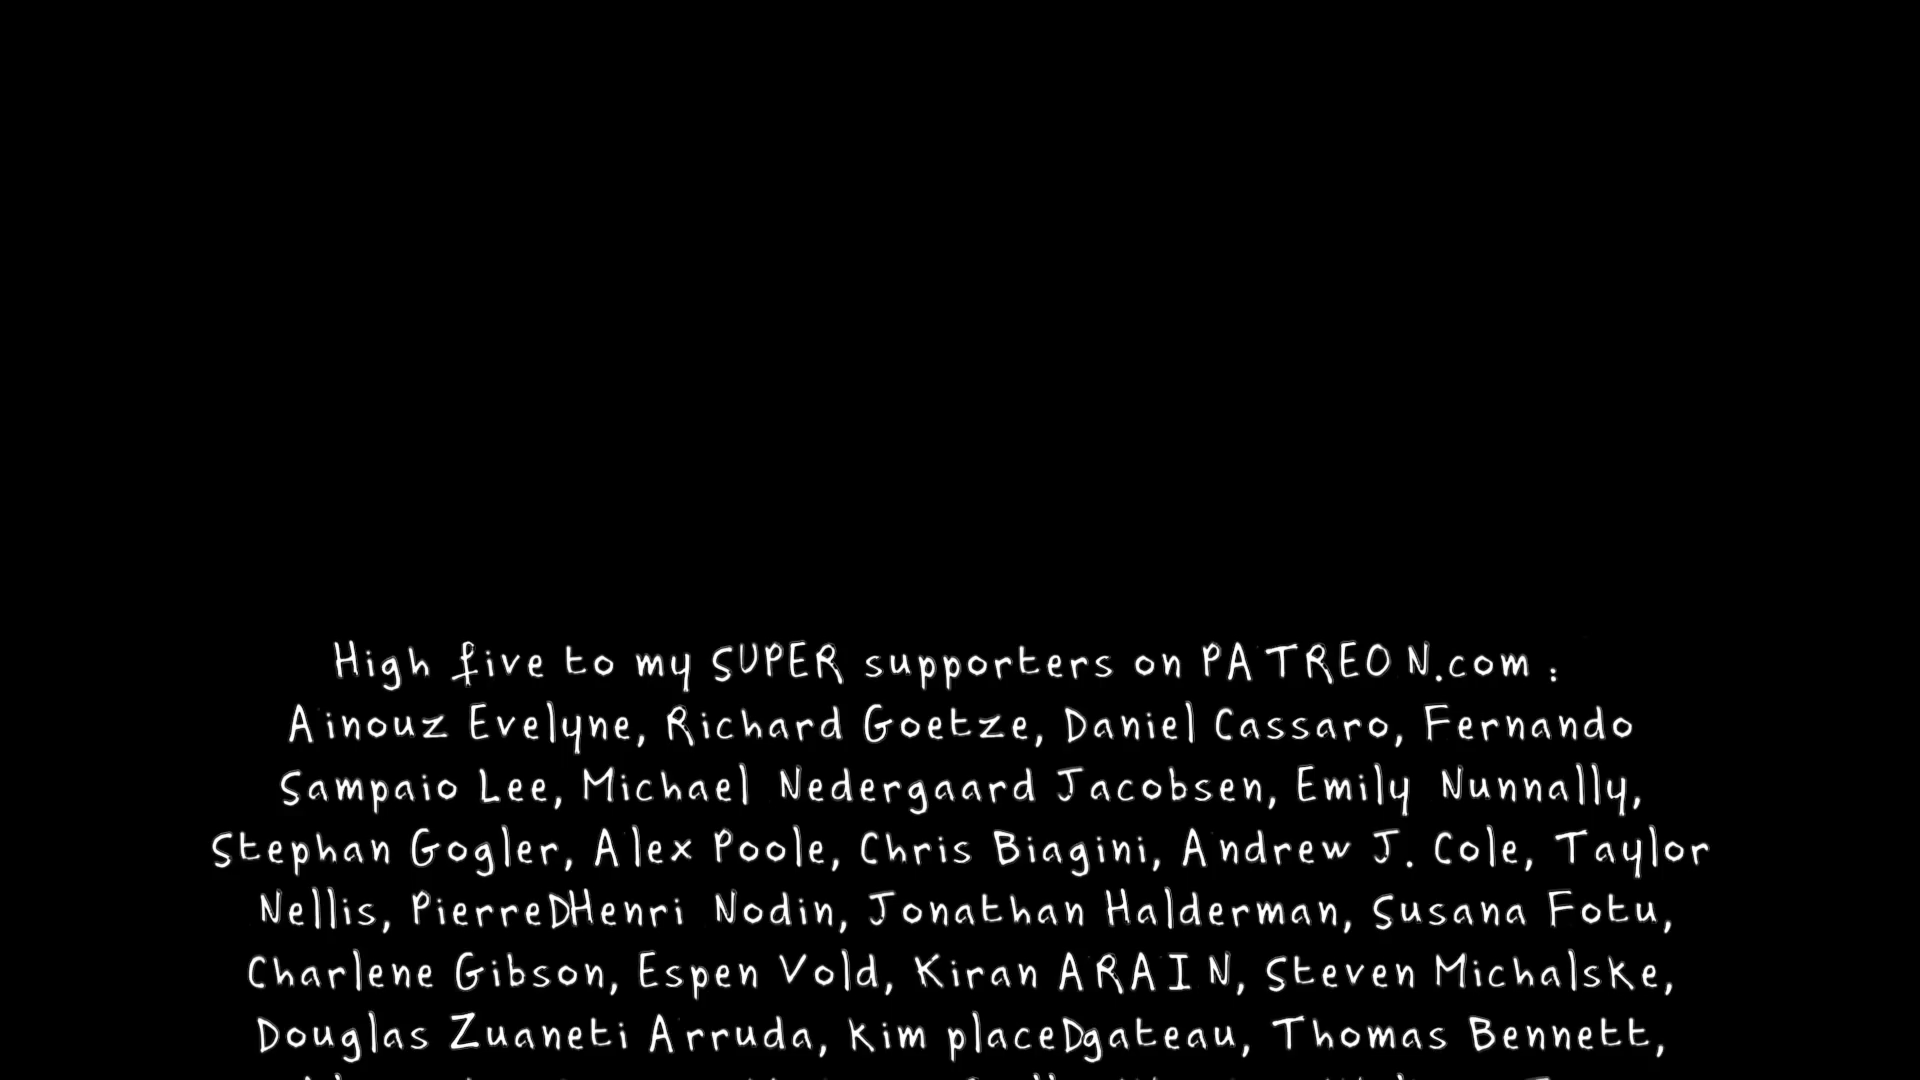 High five to my SUPER supporters on PATREON.com :
Ainouz Evelyne, Richard Goetze, Daniel Cassaro, Fernando
Sampaio Lee, Michael Nedergaard Jacobsen, Emily Nunnally,
Stephan Gogler, Alex Poole, Chris Biagini, Andrew J. Cole, Taylor
Nellis, PierreDHenri Nodin, Jonathan Halderman, Susana Fotu,
Charlene Gibson, Espen Vold, Kiran ARAIN, Steven Michalske,
Douglas Zuaneti Arruda, Kim placeDgateau, Thomas Bennett,